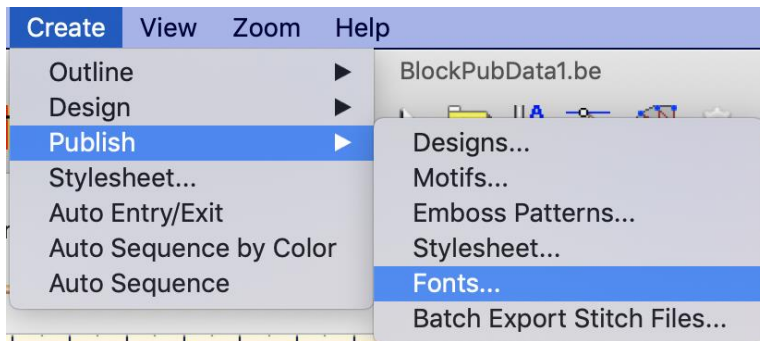 Create View Zoom Help
BlockPubData1.be
Outline
Design
Publish
Stylesheet...
Auto Entry/Exit
Auto Sequence by Color
Auto Sequence
Designs...
Motifs...
Emboss Patterns...
Stylesheet...
Fonts...
Batch Export Stitch Files...